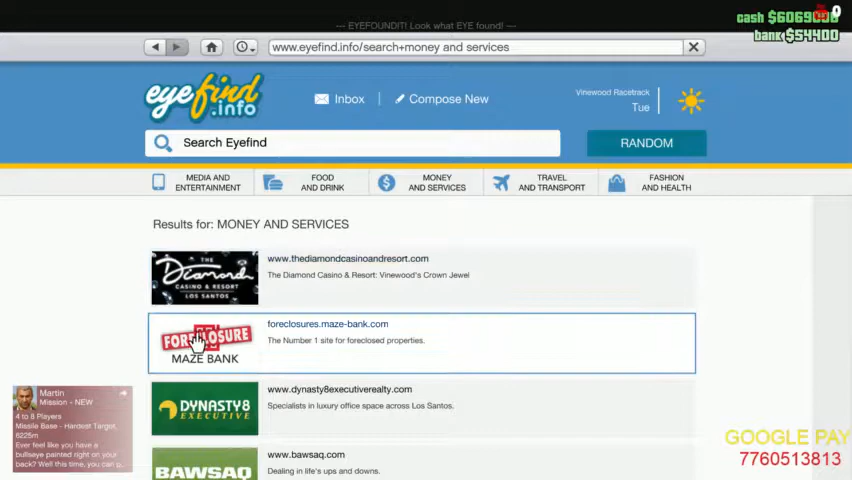 --- EYEFOUNDIT! Look what EYE found! ---
bank $54400
www.eyefind.info/search+money and services
eyefind
.info
Inbox
Compose New
Vinewood Racetrack
Tue
Search Eyefind
RANDOM
MEDIA AND
ENTERTAINMENT
FOOD
AND DRINK
MONEY
AND SERVICES
TRAVEL
AND TRANSPORT
FASHION
AND HEALTH
Results for: MONEY AND SERVICES
THE
Diamond
CASINO & RESORT
LOS SANTOS
www.thediamondcasinoandresort.com
The Diamond Casino & Resort: Vinewood's Crown Jewel
FORECLOSURE
MAZE BANK
foreclosures.maze-bank.com
The Number 1 site for foreclosed properties.
DYNASTY8
EXECUTIVE
www.dynasty8executiverealty.com
Specialists in luxury office space across Los Santos.
BAWSAQ
www.bawsaq.com
Dealing in life's ups and downs.
Martin
Mission - NEW
4 to 8 Players
Missile Base - Hardest Target,
8225m
Ever feel like you have a
bullseye painted right on your
back? Well this time, you can p...
GOOGLE PAY
7760513813